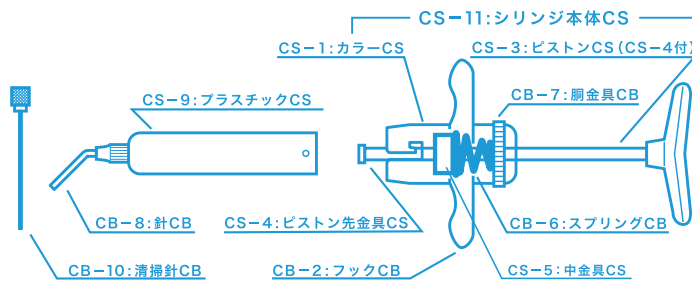 CS-11:シリンジ本体CS
CS-1:カラーCS
CS-3:ピストンCS(CS-4付)
CS-9:プラスチックCS
CB-7:胴金具CB
CB-8:針CB
CS-4:ピストン先金具CS
CB-6:スプリングCB
CB-10:清掃針CB
CB-2:フックCB
CS-5:中金具CS